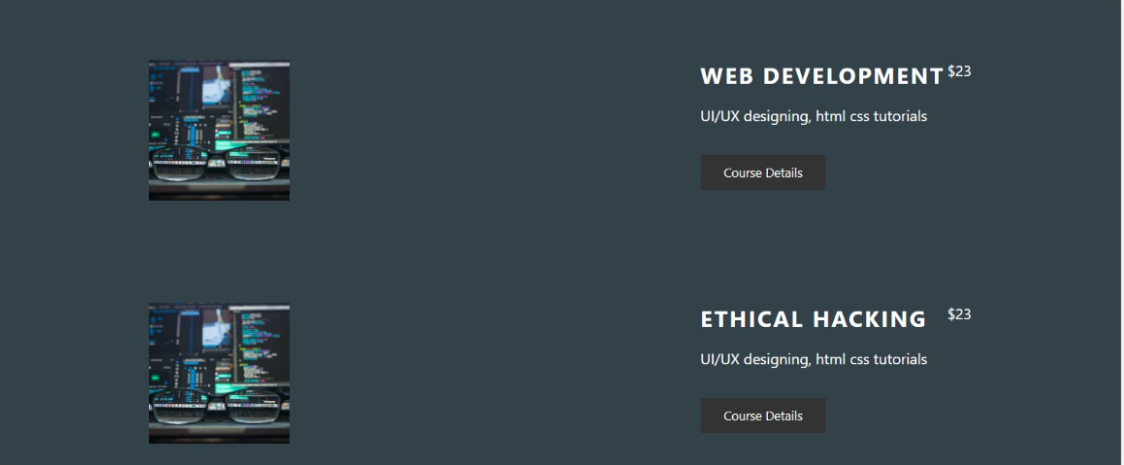 WEB DEVELOPMENT $23
UI/UX designing, html css tutorials
Course Details
ETHICAL HACKING $23
UI/UX designing, html css tutorials
Course Details